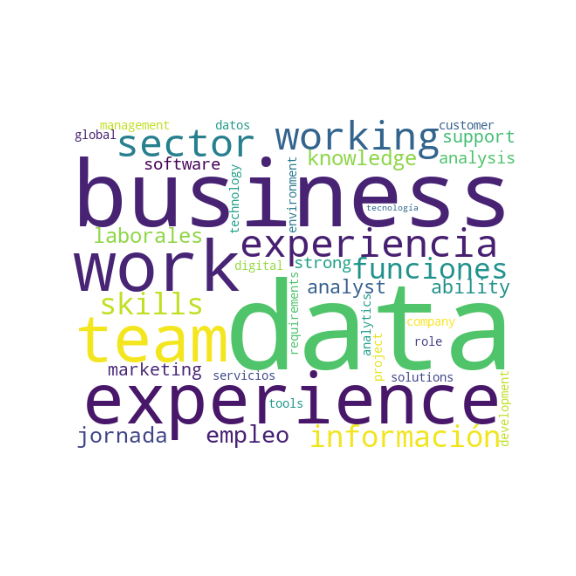 management
datos
customer
global
sector
working
support
software
knowledge
analysis
business
technology
environment
tecnología
laborales
experiencia
work
digital
strong
funciones
skills
requirements
analyst
ability
team
data
analytics
project
company
role
marketing
servicios
solutions
experience
tools
development
jornada
empleo
información